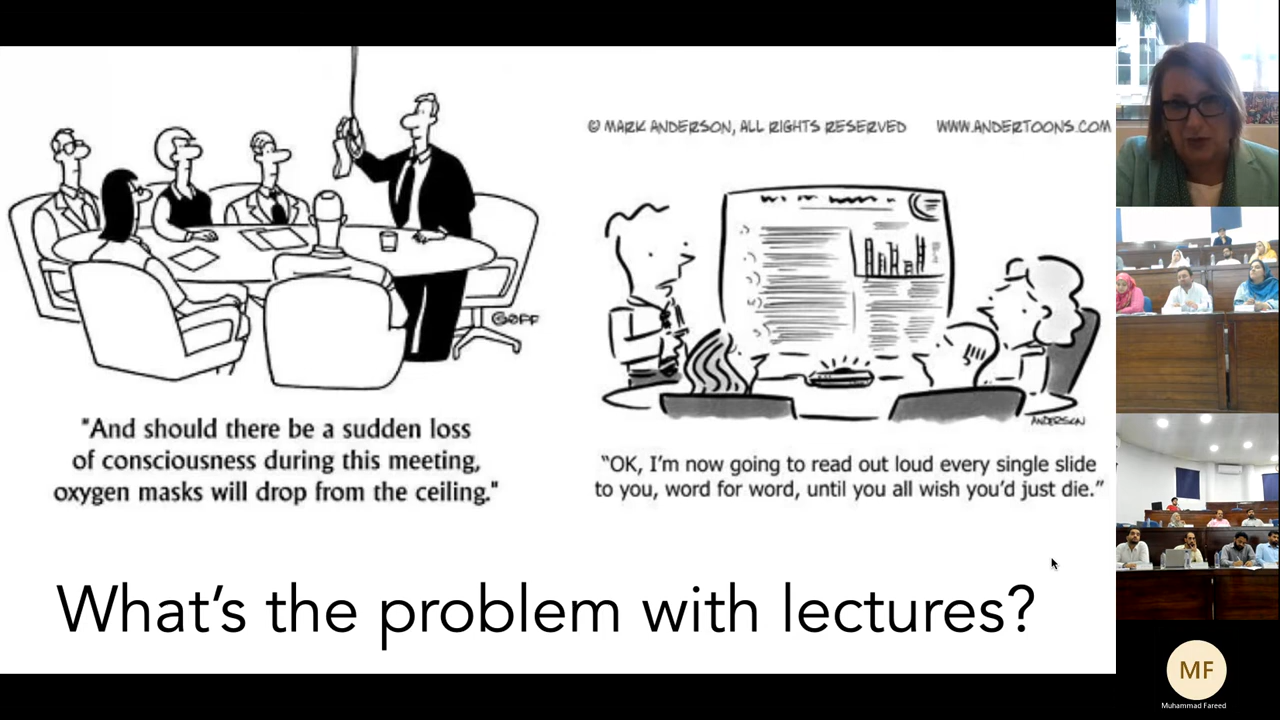 © MARK ANDERSON, ALL RIGHTS RESERVED WWW.ANDERTOONS.COM
GOFF
ANDERSON
"And should there be a sudden loss
of consciousness during this meeting,
oxygen masks will drop from the ceiling."
“OK, I’m now going to read out loud every single slide
to you, word for word, until you all wish you’d just die.”
What’s the problem with lectures?
MF
Muhammad Fareed